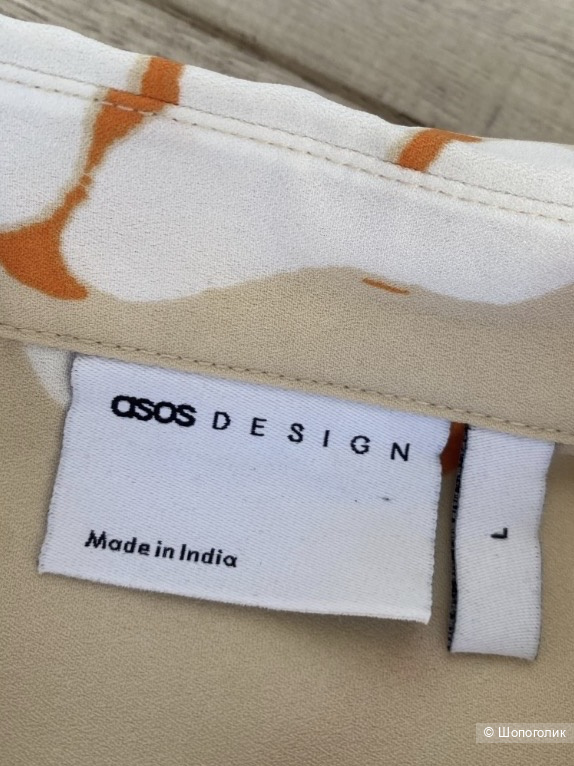 asos DESIGN
Made in India
L
© Шопоголик